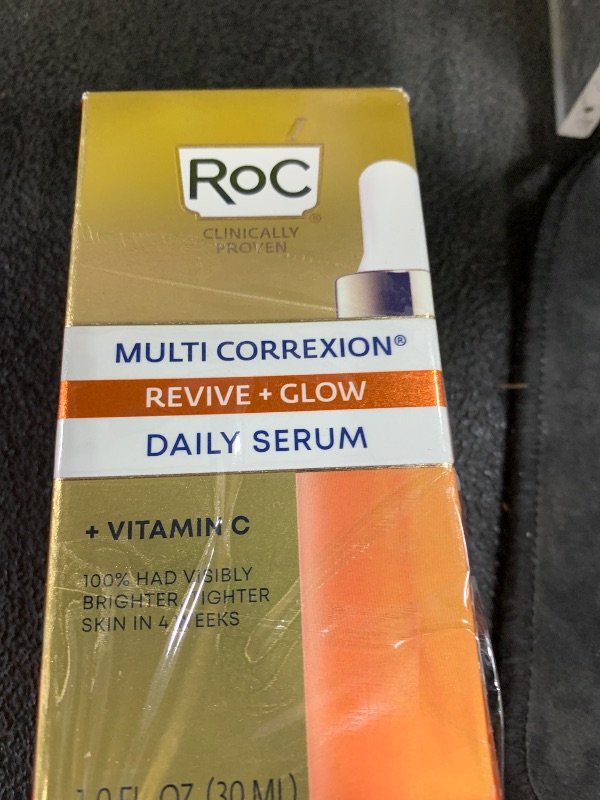 RoC®
CLINICALLY
PROVEN
MULTI CORREXION®
REVIVE + GLOW
DAILY SERUM
+ VITAMIN C
100% HAD VISIBLY
BRIGHTER, TIGHTER
SKIN IN 4 WEEKS
1.0 FL. OZ. (30 ML)